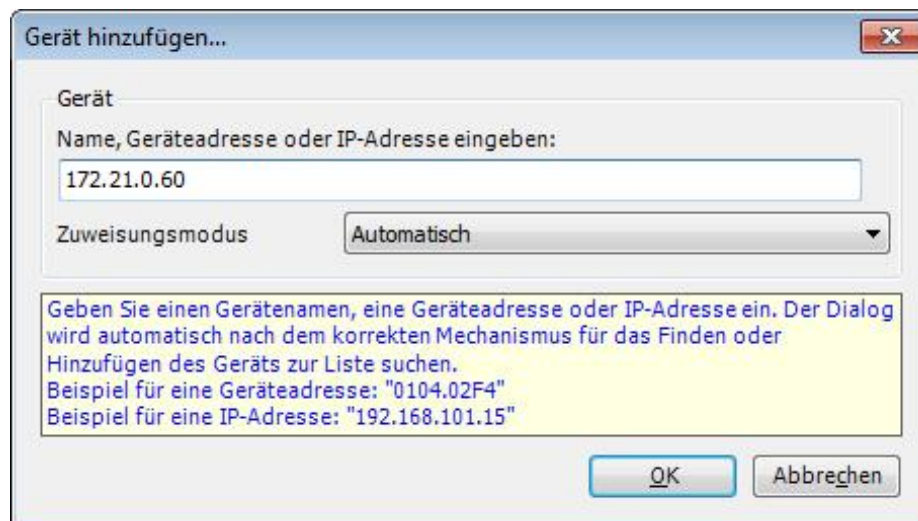 Gerät hinzufügen...
Gerät
Name, Geräteadresse oder IP-Adresse eingeben:
172.21.0.60
Zuweisungsmodus Automatisch
Geben Sie einen Gerätenamen, eine Geräteadresse oder IP-Adresse ein. Der Dialog
wird automatisch nach dem korrekten Mechanismus für das Finden oder
Hinzufügen des Geräts zur Liste suchen.
Beispiel für eine Geräteadresse: "0104.02F4"
Beispiel für eine IP-Adresse: "192.168.101.15"
OK Abbrechen